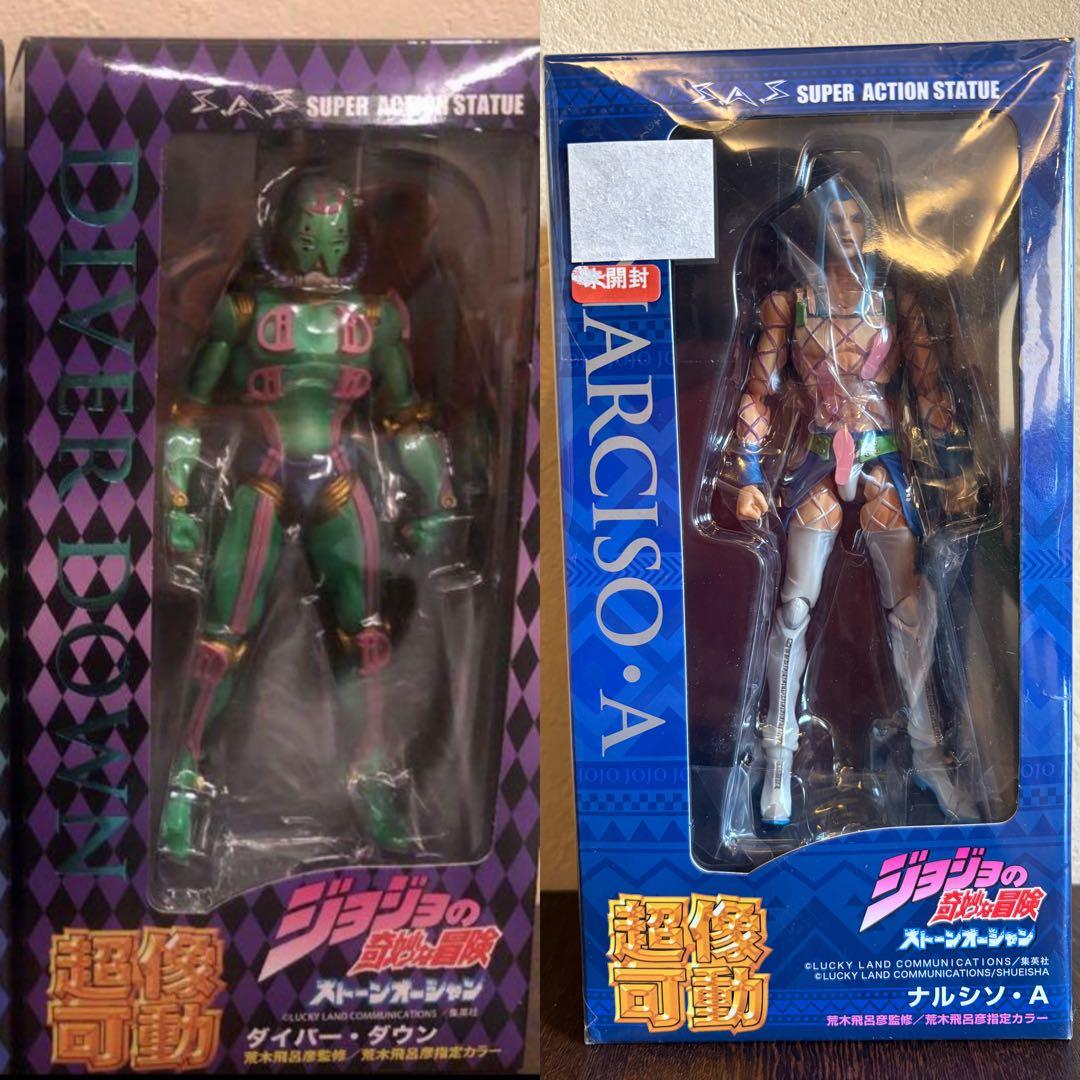 S.A.S SUPER ACTION STATUE
DIVER DOWN
ジョジョの
奇妙な冒険
ストーンオーシャン
©LUCKY LAND COMMUNICATIONS／集英社
超像
可動
ダイバー・ダウン
荒木飛呂彦監修／荒木飛呂彦指定カラー
S.A.S SUPER ACTION STATUE
未開封
NARCISO・A
JOJO JOJO
JOJO JOJO
ジョジョの
奇妙な冒険
ストーンオーシャン
©LUCKY LAND COMMUNICATIONS／集英社
©LUCKY LAND COMMUNICATIONS/SHUEISHA
超像
可動
ナルシソ・A
荒木飛呂彦監修／荒木飛呂彦指定カラー